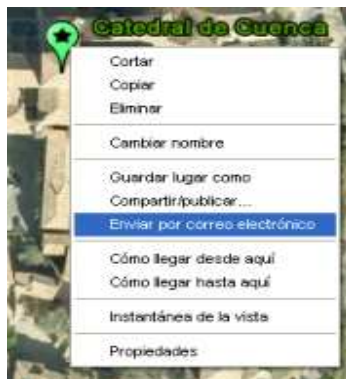 Catedral de Cuenca
Cortar
Copiar
Eliminar
Cambiar nombre
Guardar lugar como
Compartir/publicar...
Enviar por correo electrónico
Cómo llegar desde aquí
Cómo llegar hasta aquí
Instantánea de la vista
Propiedades